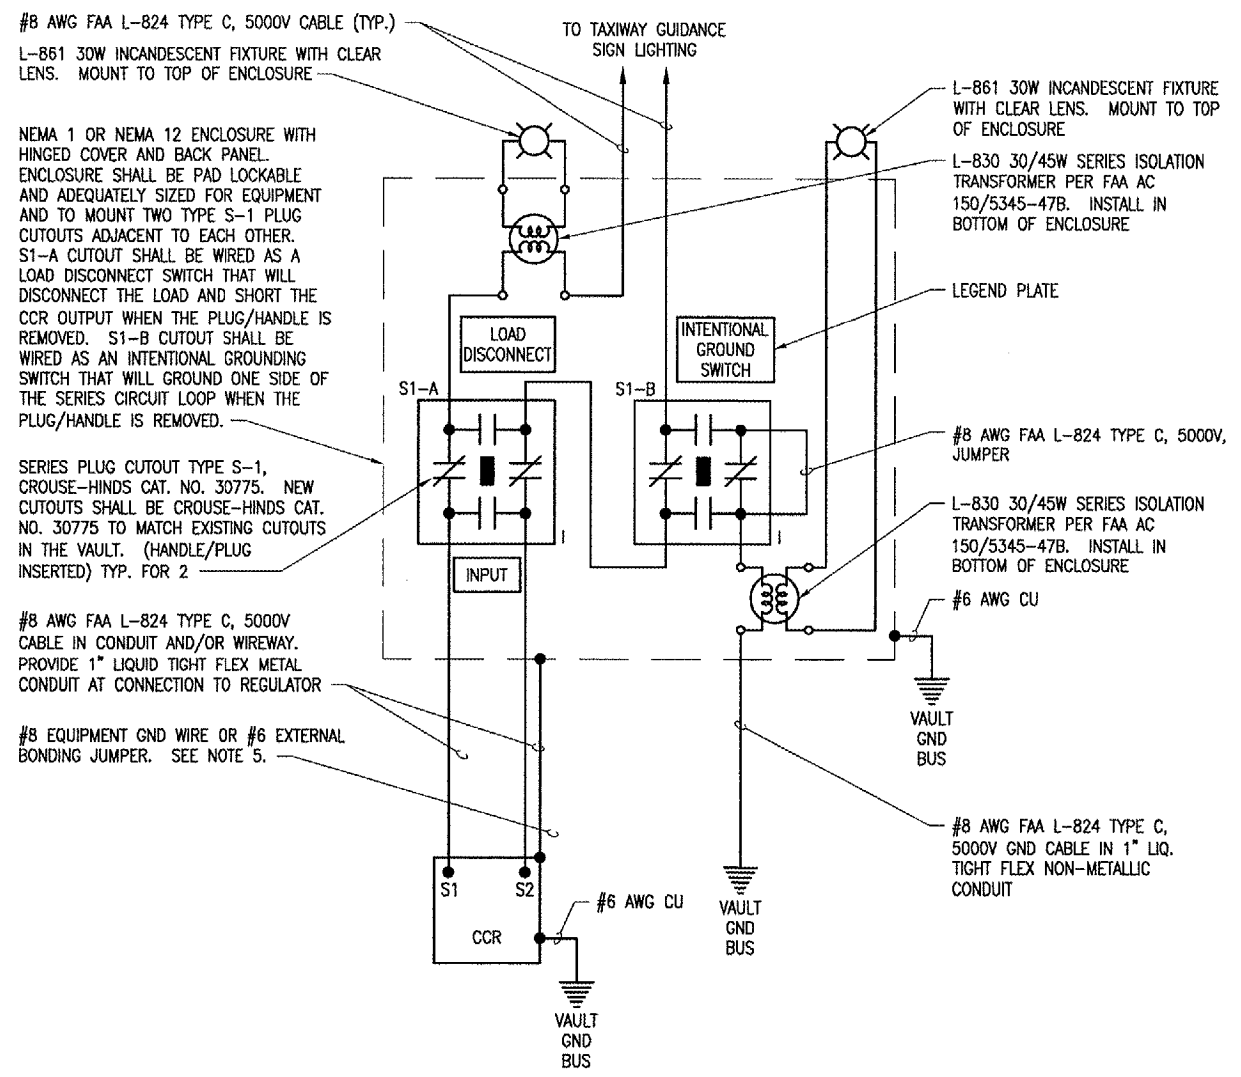 #8 AWG FAA L-824 TYPE C, 5000V CABLE (TYP.)
L-861 30W INCANDESCENT FIXTURE WITH CLEAR
LENS. MOUNT TO TOP OF ENCLOSURE
NEMA 1 OR NEMA 12 ENCLOSURE WITH
HINGED COVER AND BACK PANEL.
ENCLOSURE SHALL BE PAD LOCKABLE
AND ADEQUATELY SIZED FOR EQUIPMENT
AND TO MOUNT TWO TYPE S-1 PLUG
CUTOUTS ADJACENT TO EACH OTHER.
S1-A CUTOUT SHALL BE WIRED AS A
LOAD DISCONNECT SWITCH THAT WILL
DISCONNECT THE LOAD AND SHORT THE
CCR OUTPUT WHEN THE PLUG/HANDLE IS
REMOVED. S1-B CUTOUT SHALL BE
WIRED AS AN INTENTIONAL GROUNDING
SWITCH THAT WILL GROUND ONE SIDE OF
THE SERIES CIRCUIT LOOP WHEN THE
PLUG/HANDLE IS REMOVED.
SERIES PLUG CUTOUT TYPE S-1,
CROUSE-HINDS CAT. NO. 30775. NEW
CUTOUTS SHALL BE CROUSE-HINDS CAT.
NO. 30775 TO MATCH EXISTING CUTOUTS
IN THE VAULT. (HANDLE/PLUG
INSERTED) TYP. FOR 2
#8 AWG FAA L-824 TYPE C, 5000V
CABLE IN CONDUIT AND/OR WIREWAY.
PROVIDE 1" LIQUID TIGHT FLEX METAL
CONDUIT AT CONNECTION TO REGULATOR
#8 EQUIPMENT GND WIRE OR #6 EXTERNAL
BONDING JUMPER. SEE NOTE 5.
TO TAXIWAY GUIDANCE
SIGN LIGHTING
LOAD
DISCONNECT
INTENTIONAL
GROUND
SWITCH
S1-A
S1-B
I
I
INPUT
S1
S2
CCR
#6 AWG CU
VAULT
GND
BUS
VAULT
GND
BUS
L-861 30W INCANDESCENT FIXTURE
WITH CLEAR LENS. MOUNT TO TOP
OF ENCLOSURE
L-830 30/45W SERIES ISOLATION
TRANSFORMER PER FAA AC
150/5345-47B. INSTALL IN
BOTTOM OF ENCLOSURE
LEGEND PLATE
#8 AWG FAA L-824 TYPE C, 5000V,
JUMPER
L-830 30/45W SERIES ISOLATION
TRANSFORMER PER FAA AC
150/5345-47B. INSTALL IN
BOTTOM OF ENCLOSURE
#6 AWG CU
VAULT
GND
BUS
#8 AWG FAA L-824 TYPE C,
5000V GND CABLE IN 1" LIQ.
TIGHT FLEX NON-METALLIC
CONDUIT